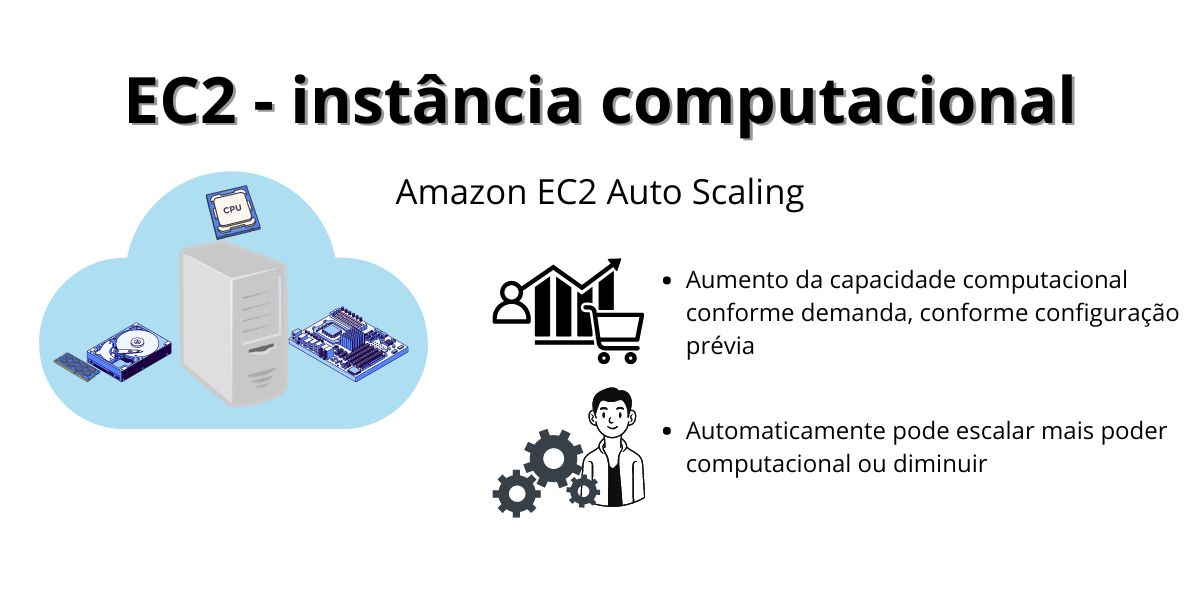 EC2 - instância computacional
Amazon EC2 Auto Scaling
CPU
• Aumento da capacidade computacional
conforme demanda, conforme configuração
prévia
• Automaticamente pode escalar mais poder
computacional ou diminuir